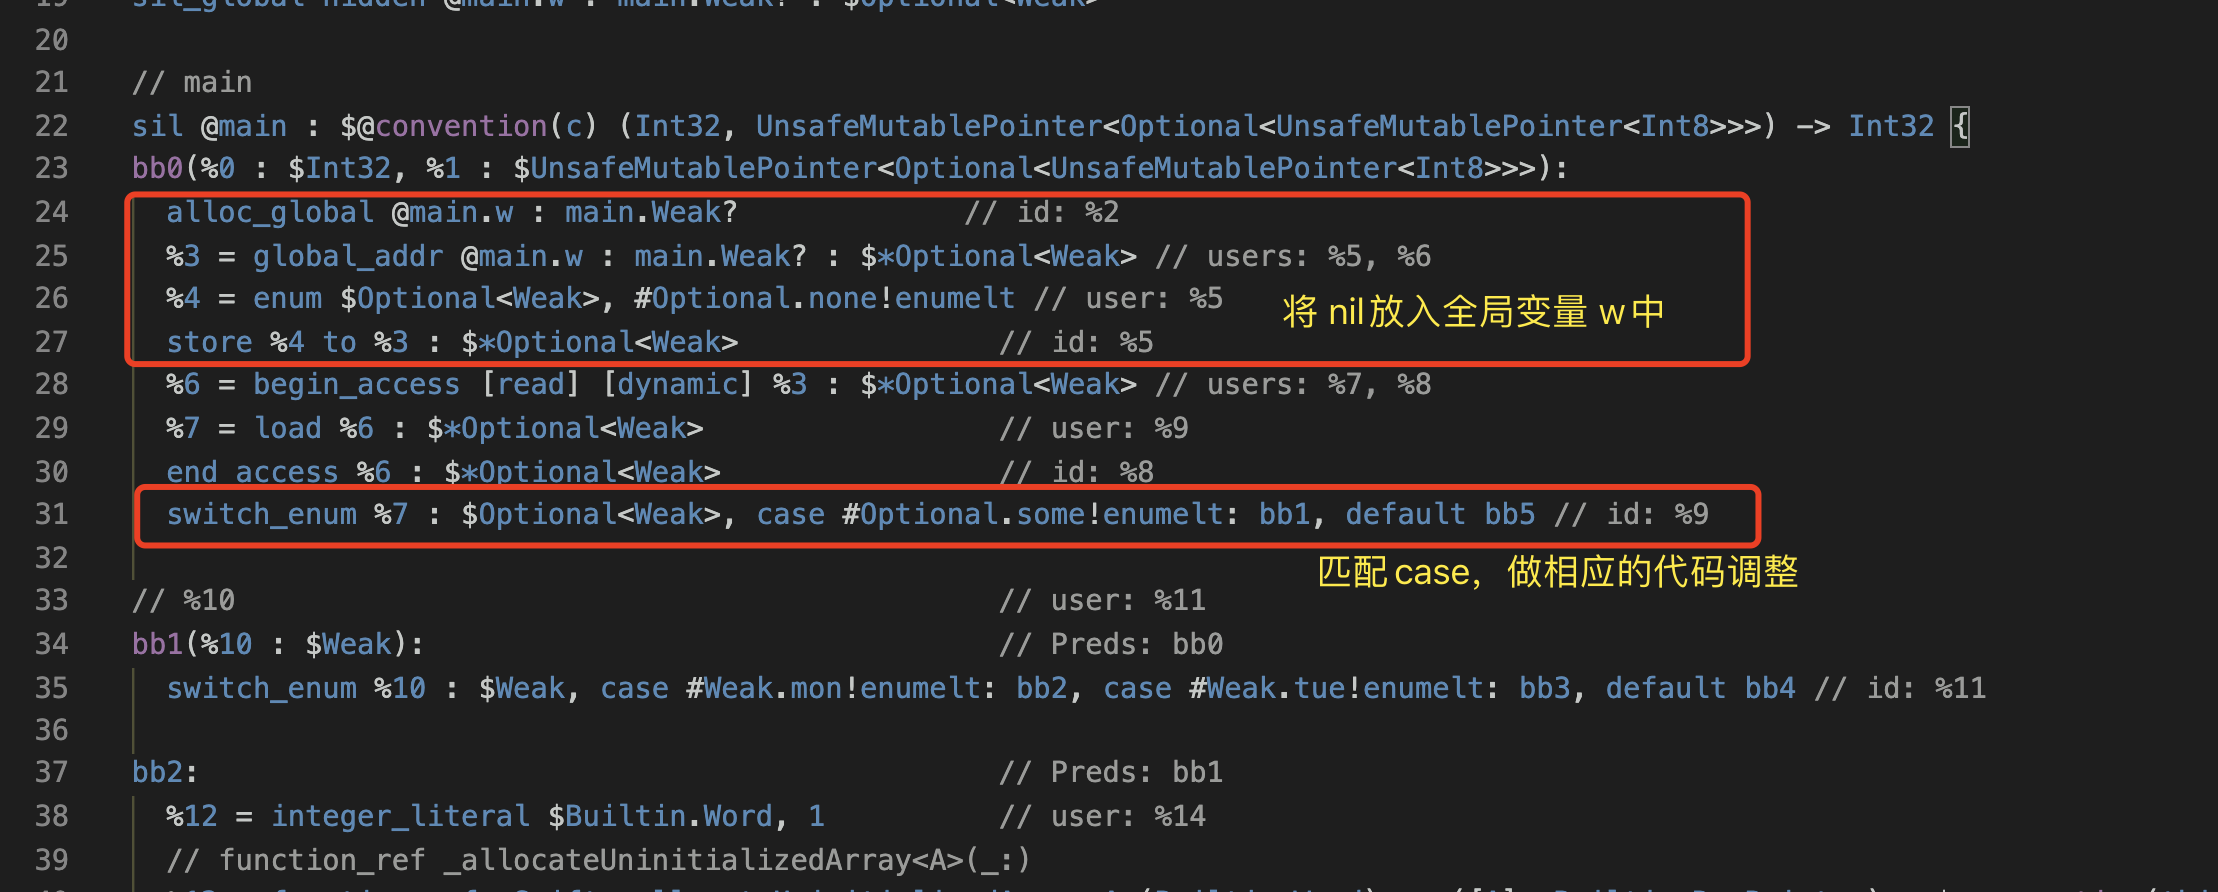 20
21 // main
22 sil @main : $@convention(c) (Int32, UnsafeMutablePointer<Optional<UnsafeMutablePointer<Int8>>>) -> Int32 {
23 bb0(%0 : $Int32, %1 : $UnsafeMutablePointer<Optional<UnsafeMutablePointer<Int8>>>):
24 alloc_global @main.w : main.Weak? // id: %2
25 %3 = global_addr @main.w : main.Weak? : $*Optional<Weak> // users: %5, %6
26 %4 = enum $Optional<Weak>, #Optional.none!enumelt // user: %5
将 nil放入全局变量 w中
27 store %4 to %3 : $*Optional<Weak> // id: %5
28 %6 = begin_access [read] [dynamic] %3 : $*Optional<Weak> // users: %7, %8
29 %7 = load %6 : $*Optional<Weak> // user: %9
30 end_access %6 : $*Optional<Weak> // id: %8
31 switch_enum %7 : $Optional<Weak>, case #Optional.some!enumelt: bb1, default bb5 // id: %9
32
匹配 case，做相应的代码调整
33 // %10 // user: %11
34 bb1(%10 : $Weak): // Preds: bb0
35 switch_enum %10 : $Weak, case #Weak.mon!enumelt: bb2, case #Weak.tue!enumelt: bb3, default bb4 // id: %11
36
37 bb2: // Preds: bb1
38 %12 = integer_literal $Builtin.Word, 1 // user: %14
39 // function_ref _allocateUninitializedArray<A>(_:)